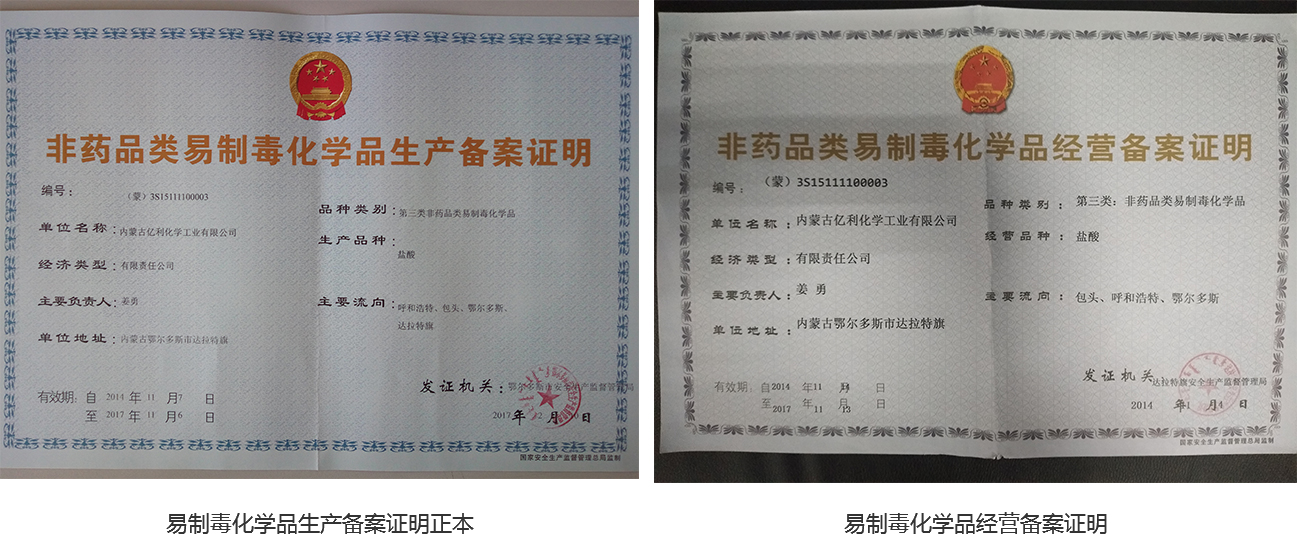 非药品类易制毒化学品生产备案证明
编号：（蒙）3S15111100003
单位名称：内蒙古亿利化学工业有限公司
经济类型：有限责任公司
主要负责人：姜勇
单位地址：内蒙古鄂尔多斯市达拉特旗
品种类别：第三类非药品类易制毒化学品
生产品种：盐酸
主要流向：呼和浩特、包头、鄂尔多斯、
达拉特旗
发证机关：鄂尔多斯市安全生产监督管理局
有效期：自 2014 年 11 月 7 日
至 2017 年 11 月 6 日
2017 年 月 日
国家安全生产监督管理总局监制
非药品类易制毒化学品经营备案证明
编号：（蒙）3S15111100003
单位名称：内蒙古亿利化学工业有限公司
经济类型：有限责任公司
主要负责人：姜 勇
单位地址：内蒙古鄂尔多斯市达拉特旗
品种类别：第三类：非药品类易制毒化学品
经营品种：盐酸
主要流向：包头、呼和浩特、鄂尔多斯
发证机关 达拉特旗安全生产监督管理局
有效期：自 2014 年 11 月 14 日
至 2017 年 11 月 13 日
2014 年 月 日
国家安全生产监督管理总局监制
易制毒化学品生产备案证明正本
易制毒化学品经营备案证明